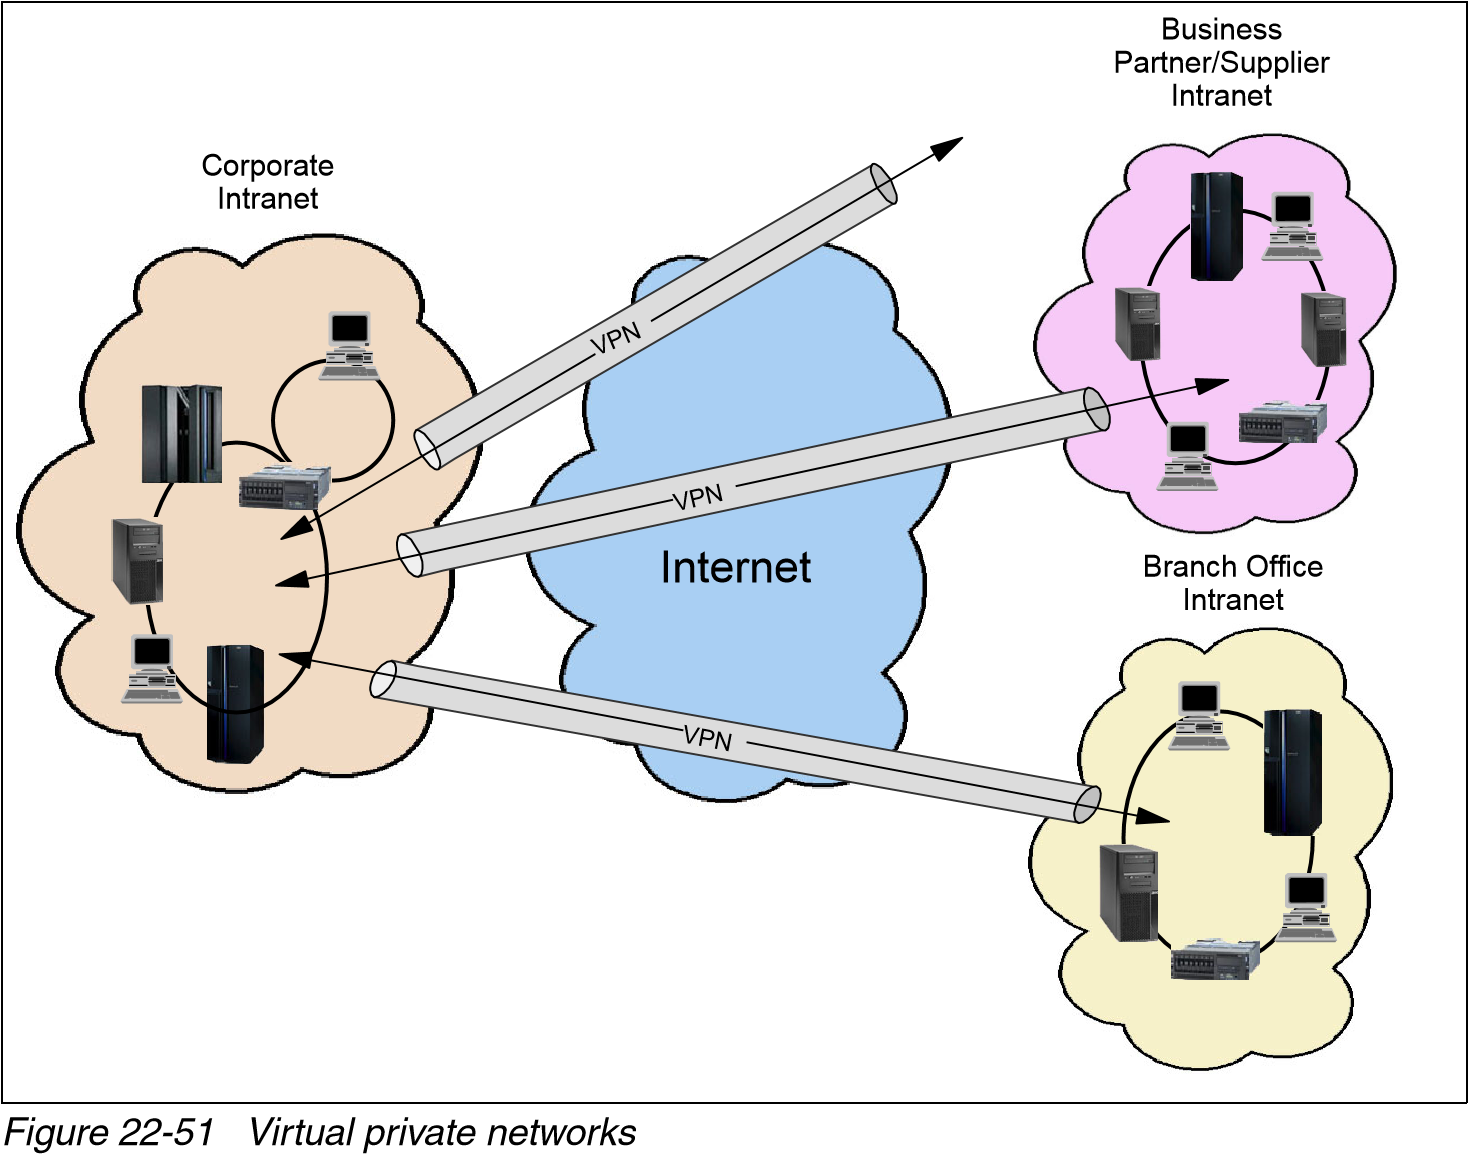 Business
Partner/Supplier
Intranet
Corporate
Intranet
VPN
VPN
Internet
Branch Office
Intranet
VPN
Figure 22-51 Virtual private networks